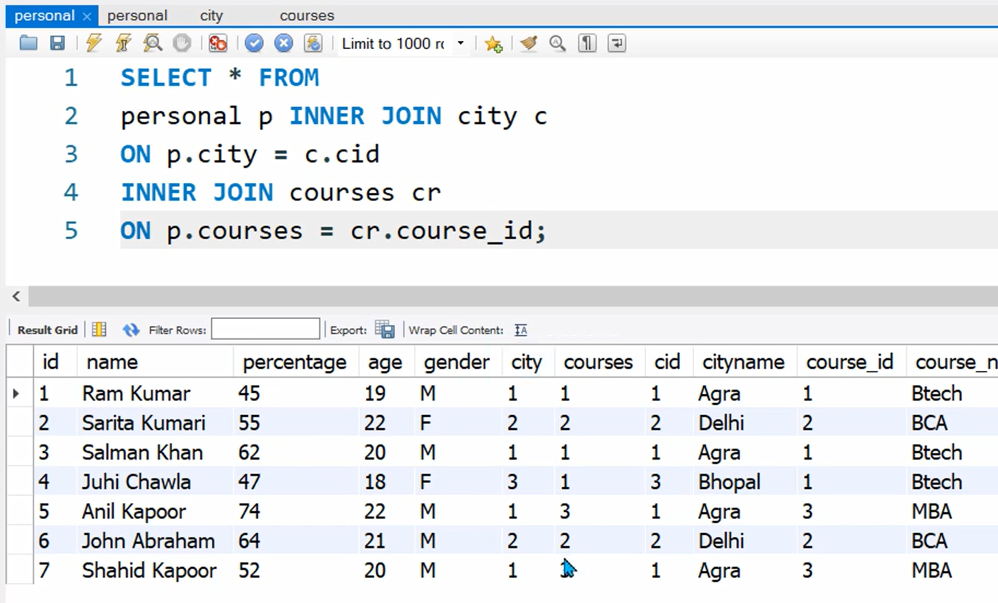 personal × personal city courses
Limit to 1000 rc
1 SELECT * FROM
2 personal p INNER JOIN city c
3 ON p.city = c.cid
4 INNER JOIN courses cr
5 ON p.courses = cr.course_id;
Result Grid Filter Rows: Export: Wrap Cell Content:
id name percentage age gender city courses cid cityname course_id course_n
1 Ram Kumar 45 19 M 1 1 1 Agra 1 Btech
2 Sarita Kumari 55 22 F 2 2 2 Delhi 2 BCA
3 Salman Khan 62 20 M 1 1 1 Agra 1 Btech
4 Juhi Chawla 47 18 F 3 1 3 Bhopal 1 Btech
5 Anil Kapoor 74 22 M 1 3 1 Agra 3 MBA
6 John Abraham 64 21 M 2 2 2 Delhi 2 BCA
7 Shahid Kapoor 52 20 M 1 1 Agra 3 MBA